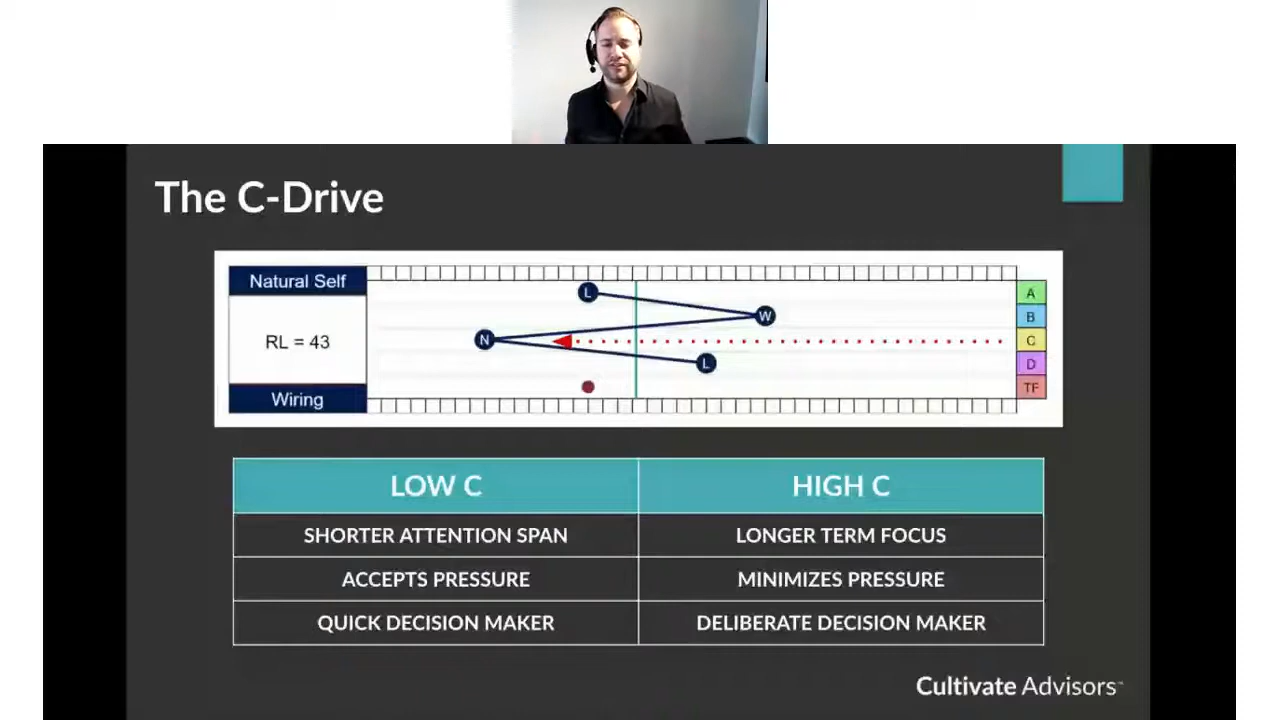 The C-Drive
Natural Self
RL = 43
Wiring
L
W
N
L
A
B
C
D
TF
LOW C
HIGH C
SHORTER ATTENTION SPAN
LONGER TERM FOCUS
ACCEPTS PRESSURE
MINIMIZES PRESSURE
QUICK DECISION MAKER
DELIBERATE DECISION MAKER
Cultivate Advisors™